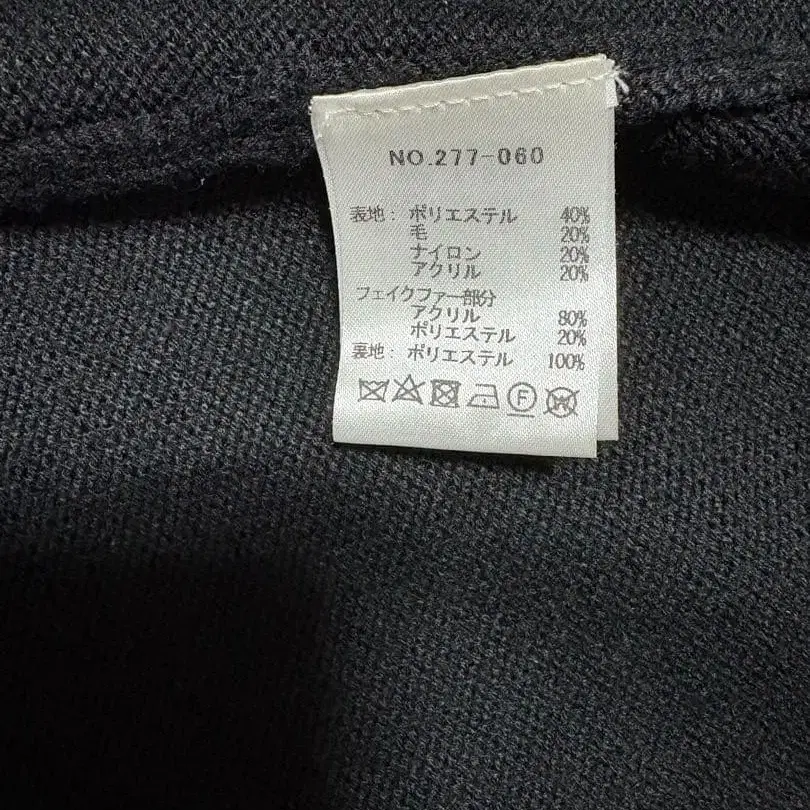 NO.277-060
表地: ポリエステル 40%
毛 20%
ナイロン 20%
アクリル 20%
フェイクファー部分
アクリル 80%
ポリエステル 20%
裏地: ポリエステル 100%
F W